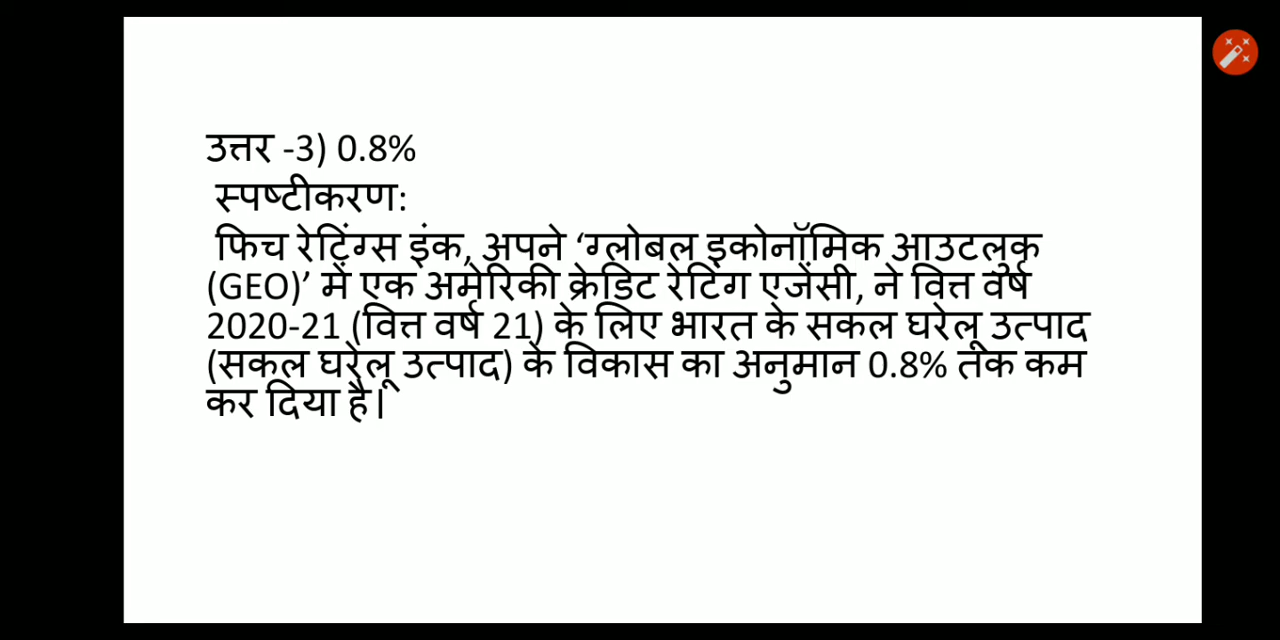 उत्तर -3) 0.8%
स्पष्टीकरण:
फिच रेटिंग्स इंक, अपने ‘ग्लोबल इकोनॉमिक आउटलुक
(GEO)’ में एक अमेरिकी क्रेडिट रेटिंग एजेंसी, ने वित्त वर्ष
2020-21 (वित्त वर्ष 21) के लिए भारत के सकल घरेलू उत्पाद
(सकल घरेलू उत्पाद) के विकास का अनुमान 0.8% तक कम
कर दिया है।